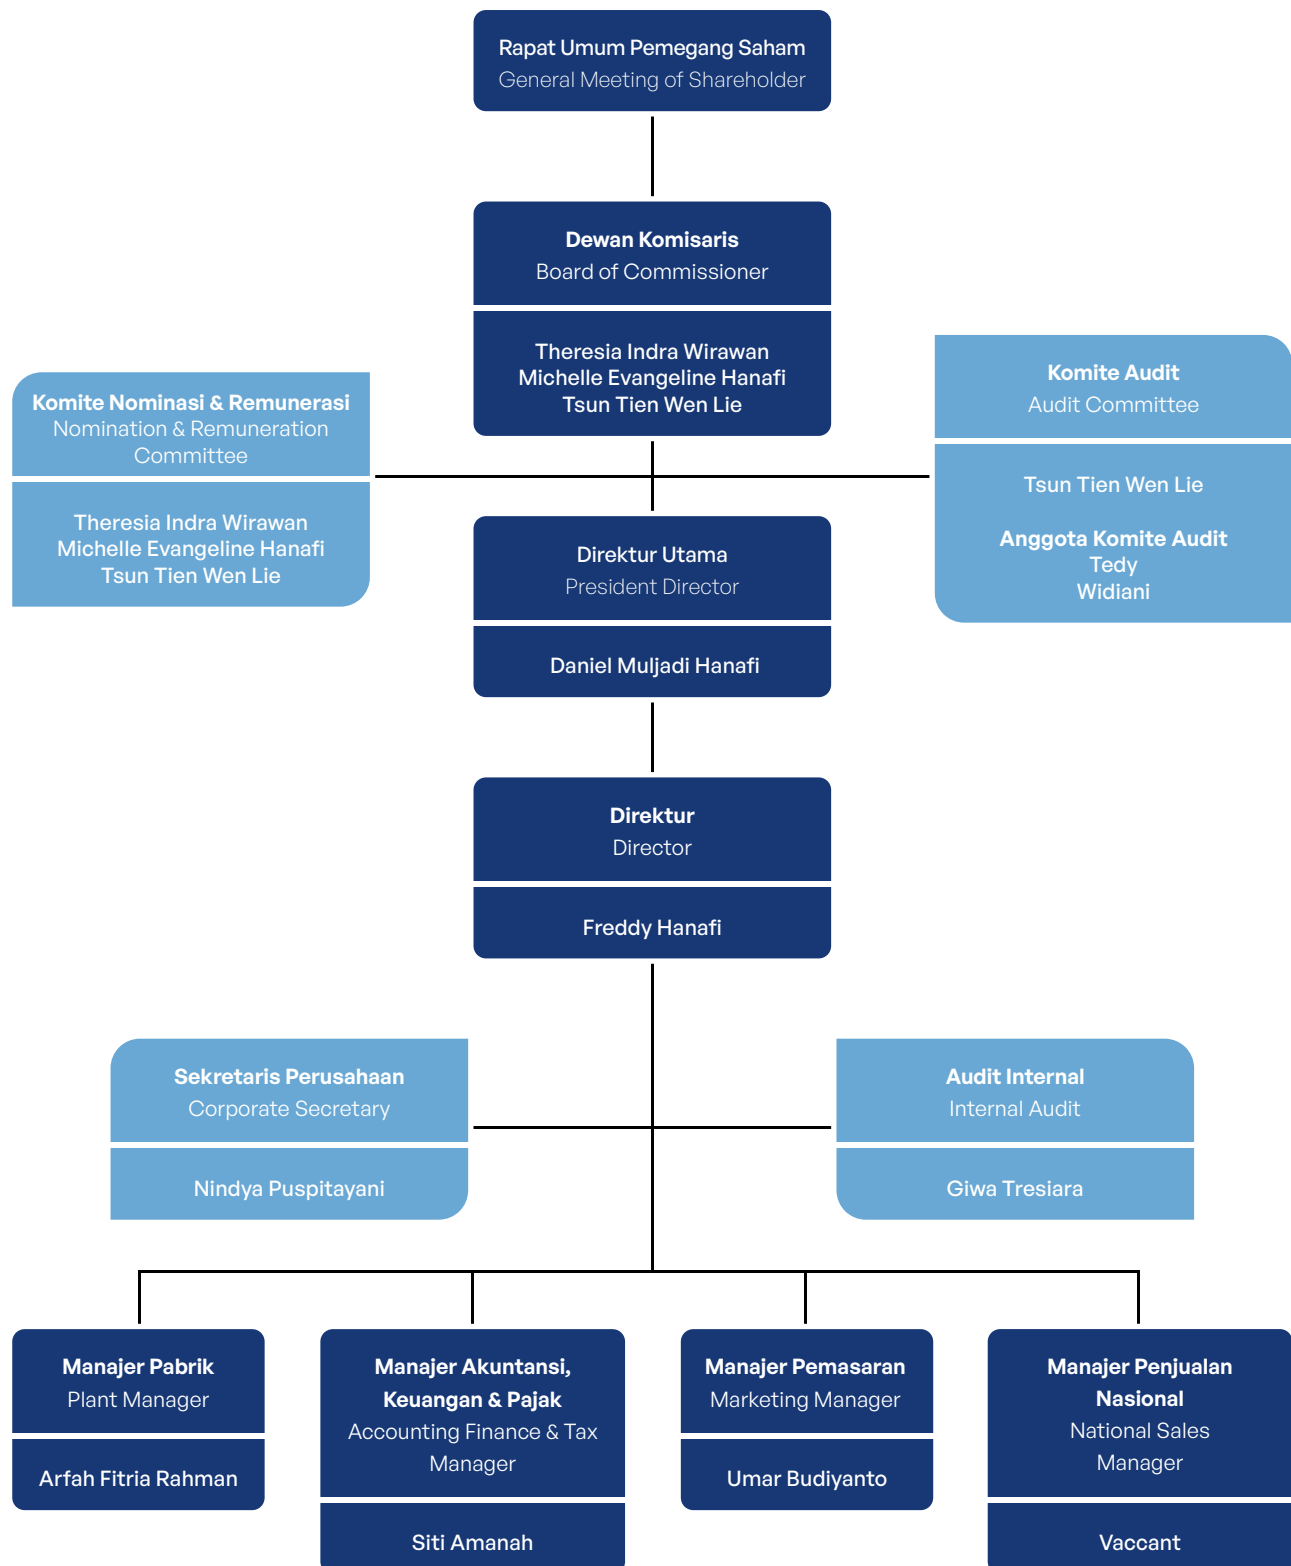 Rapat Umum Pemegang Saham
General Meeting of Shareholder
Dewan Komisaris
Board of Commissioner
Theresia Indra Wirawan
Michelle Evangeline Hanafi
Tsun Tien Wen Lie
Komite Nominasi & Remunerasi
Nomination & Remuneration
Committee
Theresia Indra Wirawan
Michelle Evangeline Hanafi
Tsun Tien Wen Lie
Komite Audit
Audit Committee
Tsun Tien Wen Lie
Anggota Komite Audit
Tedy
Widiani
Direktur Utama
President Director
Daniel Muljadi Hanafi
Direktur
Director
Freddy Hanafi
Sekretaris Perusahaan
Corporate Secretary
Nindya Puspitayani
Audit Internal
Internal Audit
Giwa Tresiara
Manajer Pabrik
Plant Manager
Arfah Fitria Rahman
Manajer Akuntansi,
Keuangan & Pajak
Accounting Finance & Tax
Manager
Siti Amanah
Manajer Pemasaran
Marketing Manager
Umar Budiyanto
Manajer Penjualan
Nasional
National Sales
Manager
Vaccant